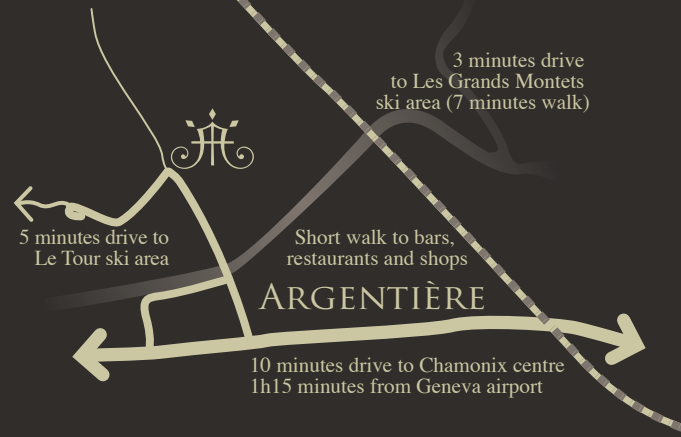 3 minutes drive
to Les Grands Montets
ski area (7 minutes walk)
5 minutes drive to
Le Tour ski area
Short walk to bars,
restaurants and shops
ARGENTIÈRE
10 minutes drive to Chamonix centre
1h15 minutes from Geneva airport